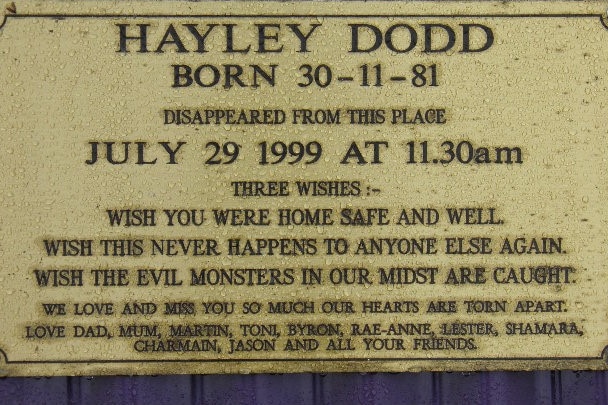 HAYLEY DODD
BORN 30-11-81
DISAPPEARED FROM THIS PLACE
JULY 29 1999 AT 11.30am
THREE WISHES :-
WISH YOU WERE HOME SAFE AND WELL.
WISH THIS NEVER HAPPENS TO ANYONE ELSE AGAIN.
WISH THE EVIL MONSTERS IN OUR MIDST ARE CAUGHT.
WE LOVE AND MISS YOU SO MUCH OUR HEARTS ARE TORN APART.
LOVE DAD, MUM, MARTIN, TONI, BYRON, RAE-ANNE, LESTER, SHAMARA,
CHARMAIN, JASON AND ALL YOUR FRIENDS.